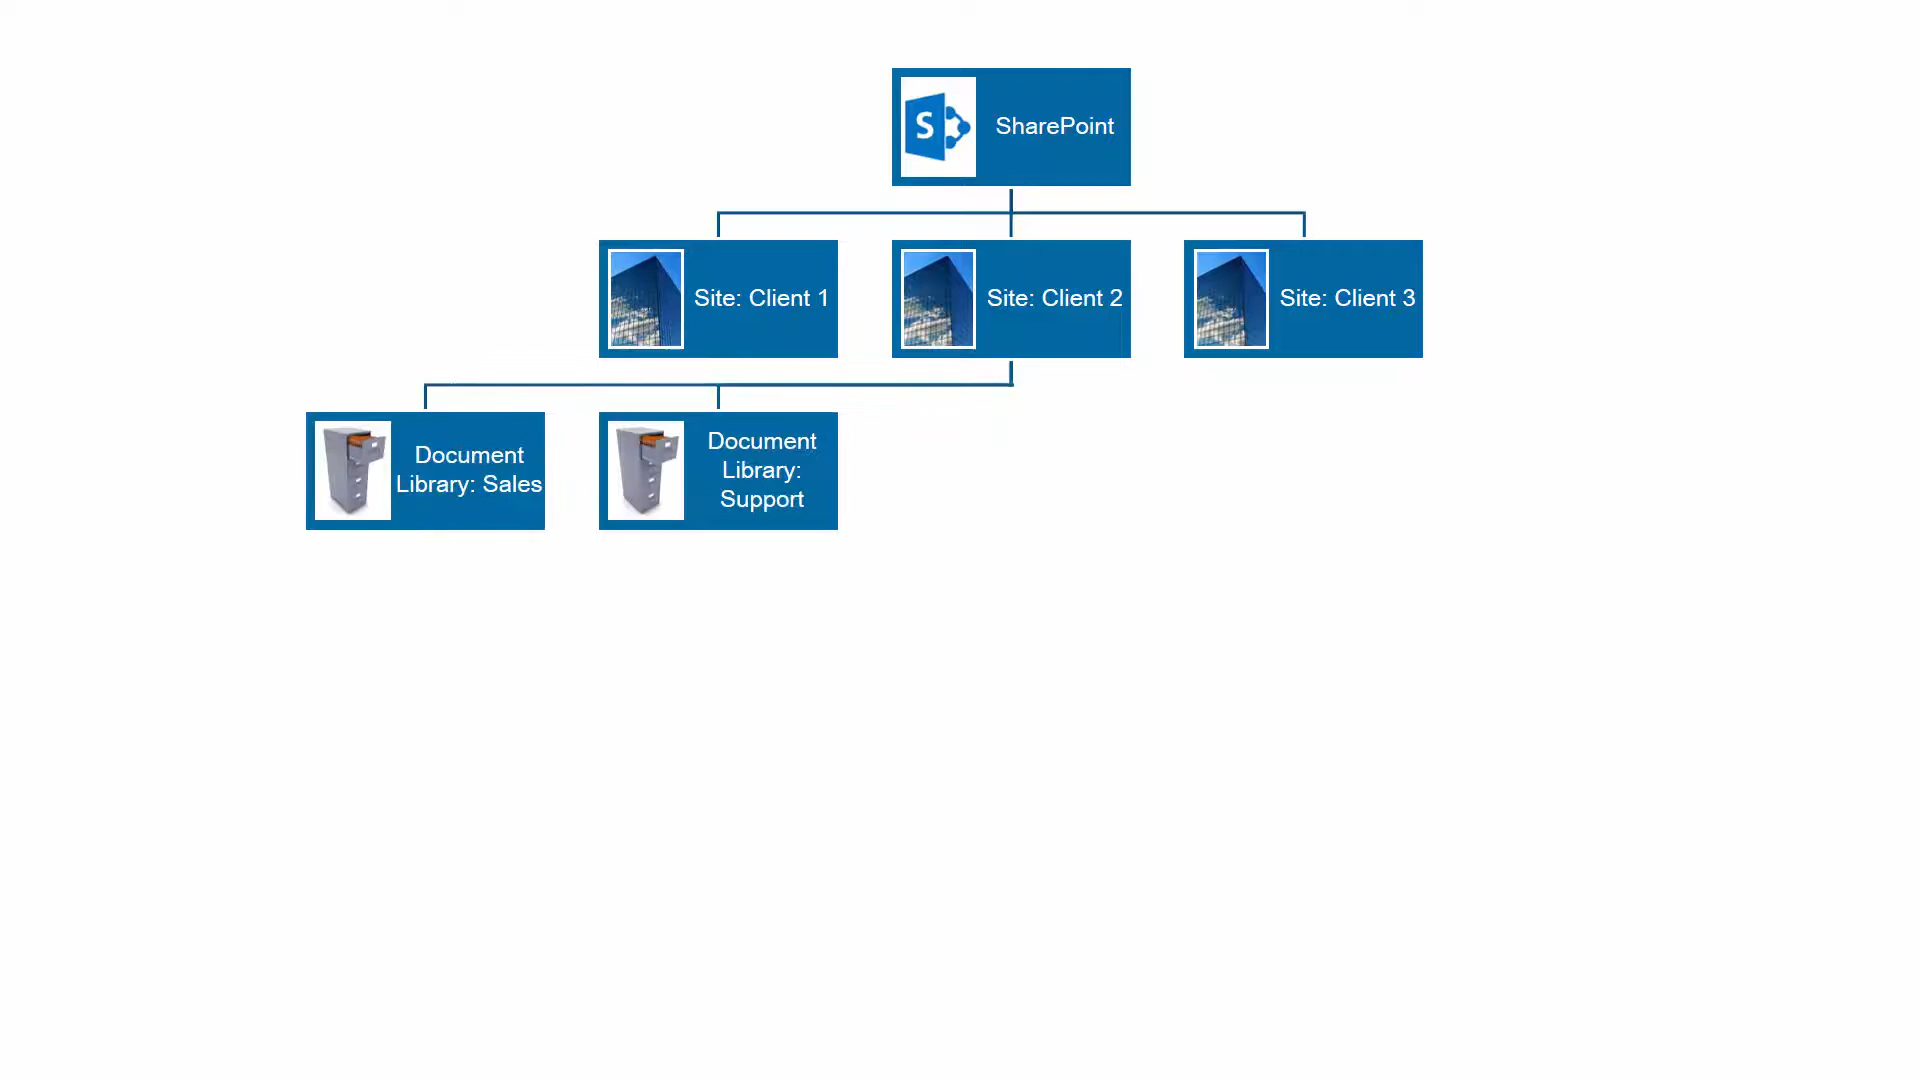 S
SharePoint
Site: Client 1
Site: Client 2
Site: Client 3
Document
Library: Sales
Document
Library:
Support